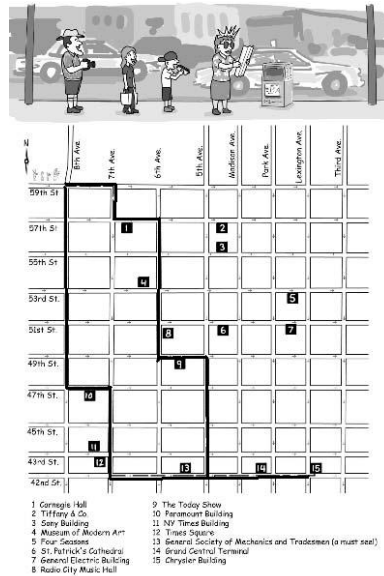 N
8th Ave.
7th Ave.
6th Ave.
5th Ave.
Madison Ave.
Park Ave.
Lexington Ave.
Third Ave.
59th St
57th St
1
2
3
55th St
4
53rd St.
5
51st St.
8
6
7
49th St.
9
47th St.
10
45th St.
11
43rd St.
12
13
14
15
42nd St.
1 Carnegie Hall
2 Tiffany & Co.
3 Sony Building
4 Museum of Modern Art
5 Four Seasons
6 St. Patrick's Cathedral
7 General Electric Building
8 Radio City Music Hall
9 The Today Show
10 Paramount Building
11 NY Times Building
12 Times Square
13 General Society of Mechanics and Tradesmen (a must see!)
14 Grand Central Terminal
15 Chrysler Building